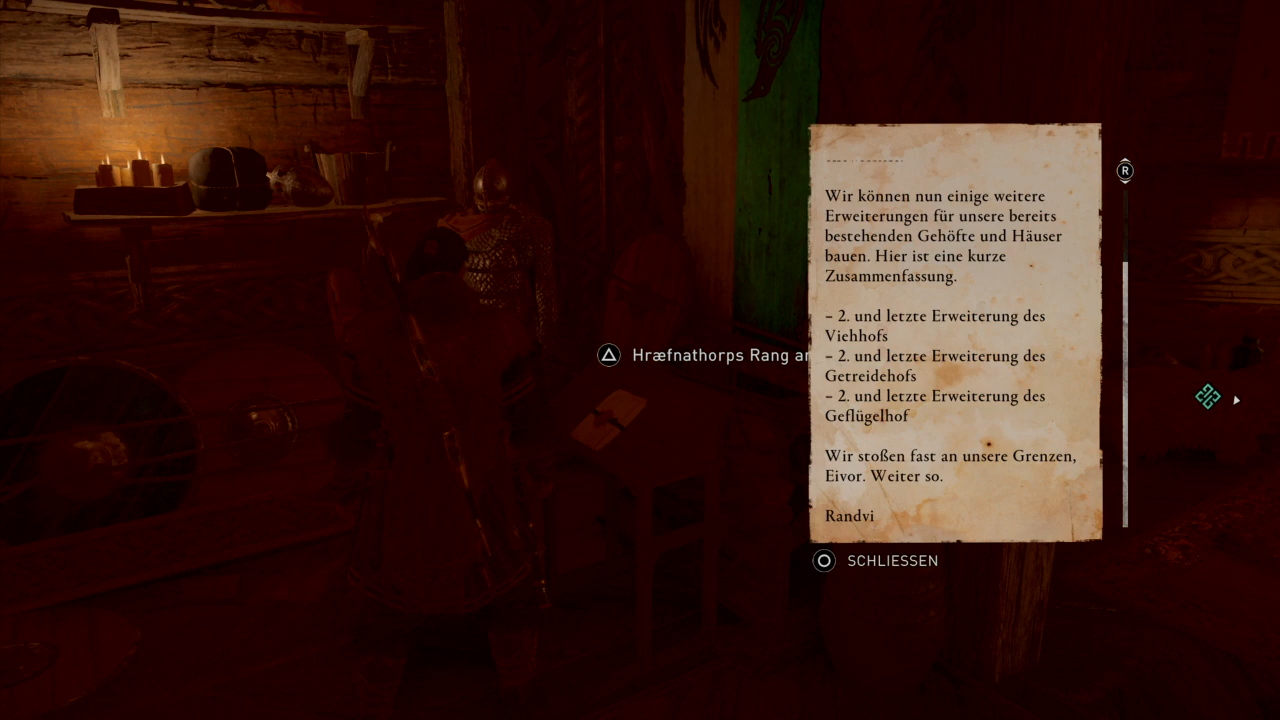 Wir können nun einige weitere
Erweiterungen für unsere bereits
bestehenden Gehöfte und Häuser
bauen. Hier ist eine kurze
Zusammenfassung.
– 2. und letzte Erweiterung des
Viehhofs
– 2. und letzte Erweiterung des
Getreidehofs
– 2. und letzte Erweiterung des
Geflügelhof
Wir stoßen fast an unsere Grenzen,
Eivor. Weiter so.
Randvi
R
Hræfnathorps Rang
SCHLIESSEN